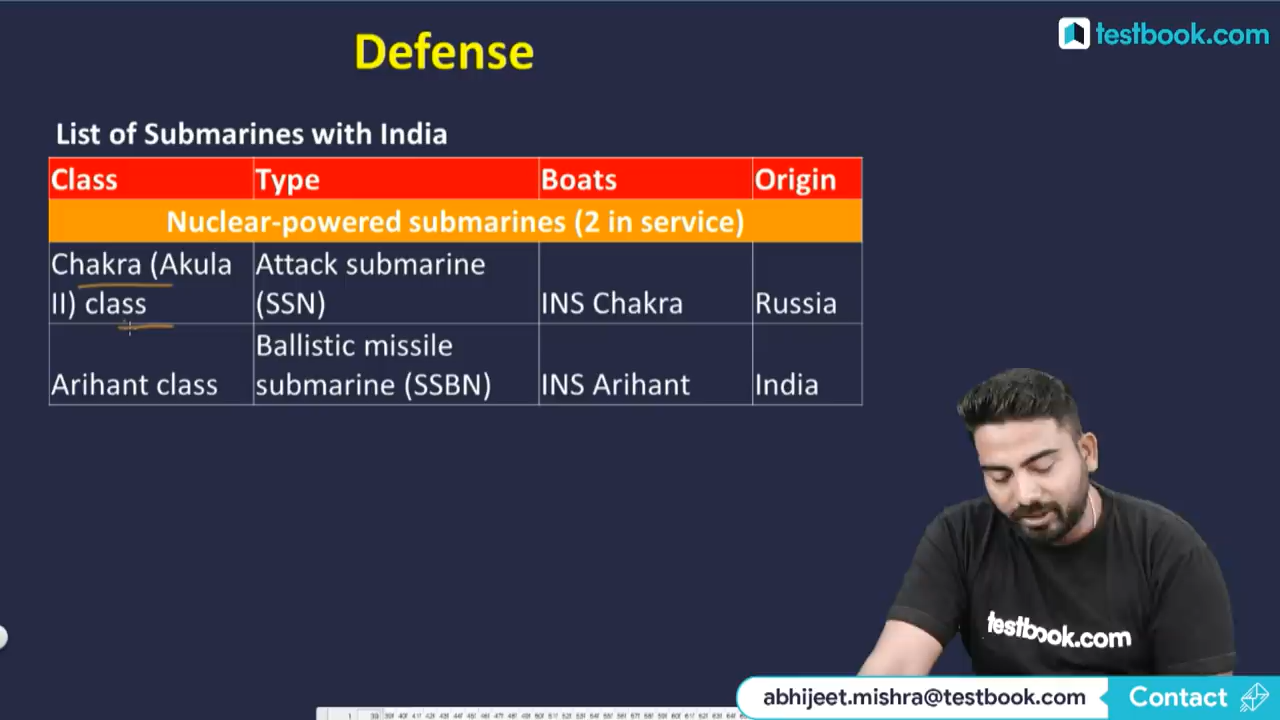 Defense
testbook.com
List of Submarines with India
Class Type Boats Origin
Nuclear-powered submarines (2 in service)
Chakra (Akula II) class Attack submarine (SSN) INS Chakra Russia
Arihant class Ballistic missile submarine (SSBN) INS Arihant India
testbook.com
abhijeet.mishra@testbook.com Contact